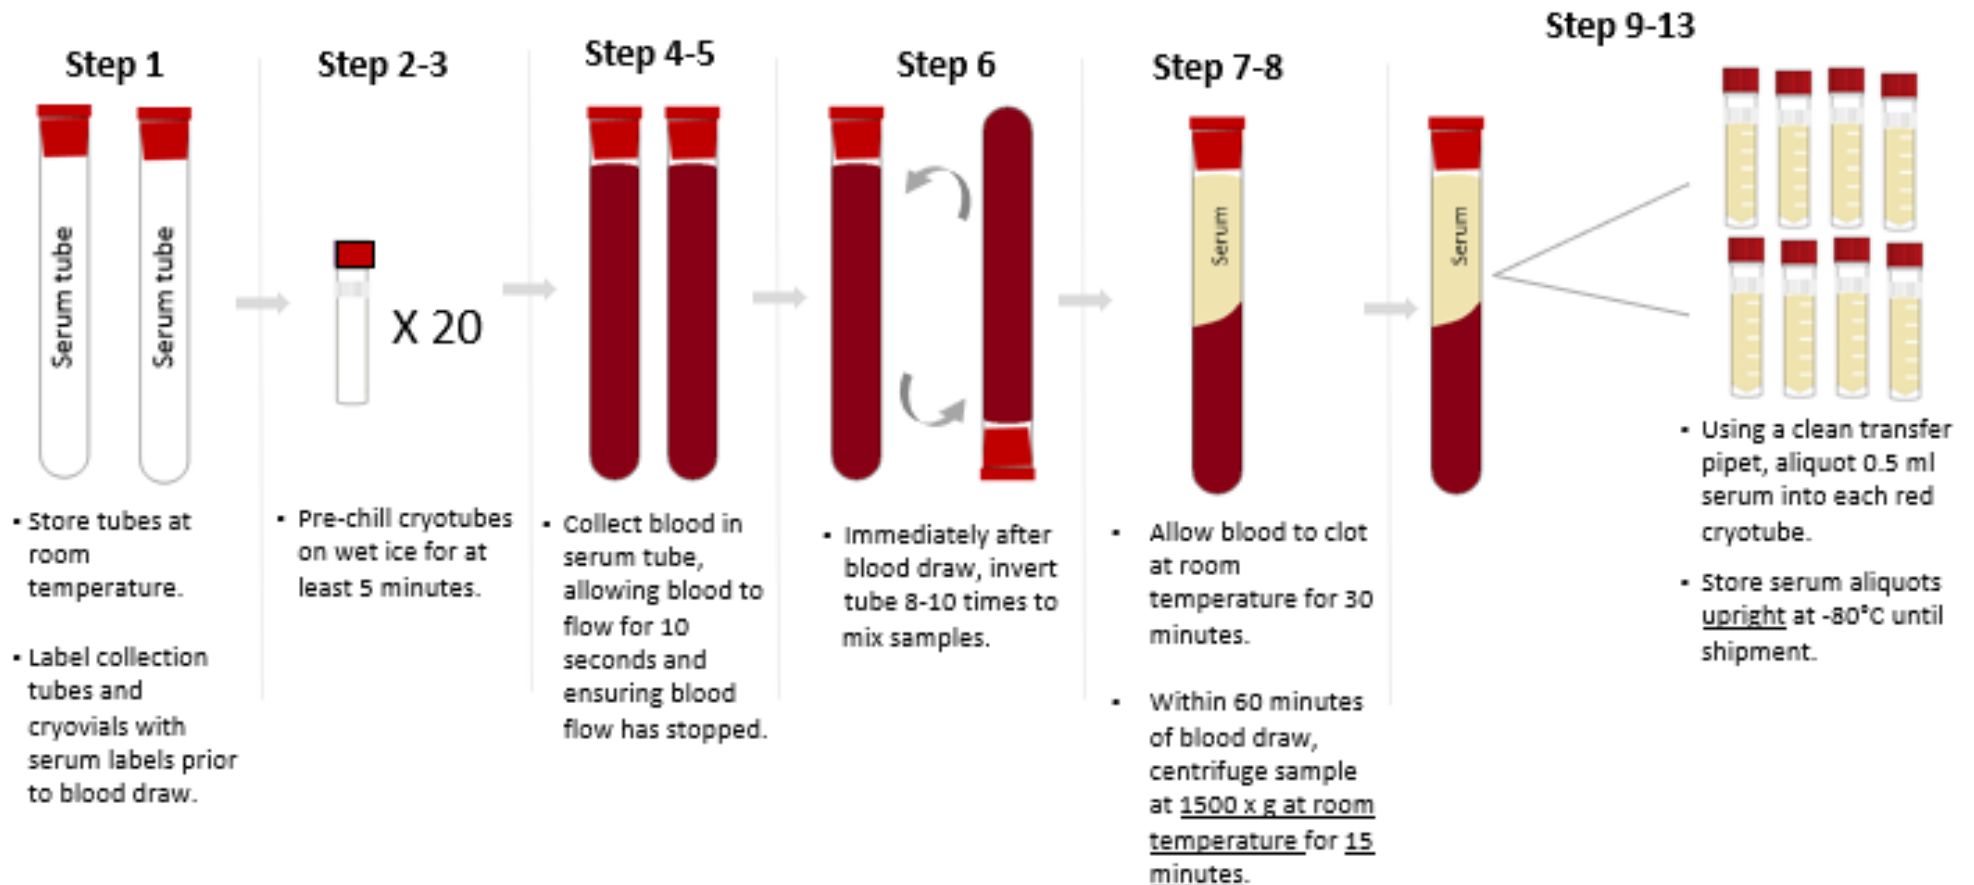 Step 1
Serum tube
Serum tube
▪ Store tubes at
room
temperature.
▪ Label collection
tubes and
cryovials with
serum labels prior
to blood draw.
Step 2-3
X 20
▪ Pre-chill cryotubes
on wet ice for at
least 5 minutes.
Step 4-5
▪ Collect blood in
serum tube,
allowing blood to
flow for 10
seconds and
ensuring blood
flow has stopped.
Step 6
▪ Immediately after
blood draw, invert
tube 8-10 times to
mix samples.
Step 7-8
Serum
▪ Allow blood to clot
at room
temperature for 30
minutes.
▪ Within 60 minutes
of blood draw,
centrifuge sample
at 1500 x g at room
temperature for 15
minutes.
Step 9-13
Serum
▪ Using a clean transfer
pipet, aliquot 0.5 ml
serum into each red
cryotube.
▪ Store serum aliquots
upright at -80°C until
shipment.